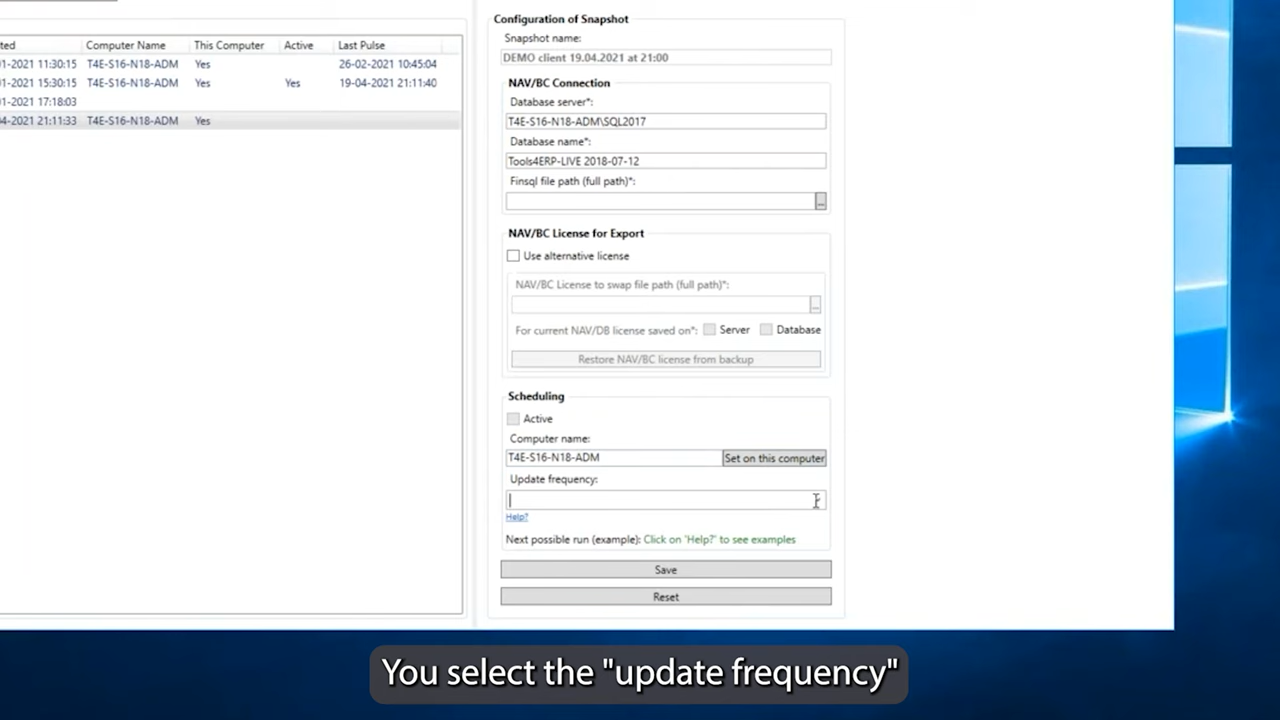 ted Computer Name This Computer Active Last Pulse
1-2021 11:30:15 T4E-S16-N18-ADM Yes 26-02-2021 10:45:04
1-2021 15:30:15 T4E-S16-N18-ADM Yes Yes 19-04-2021 21:11:40
1-2021 17:18:03
4-2021 21:11:33 T4E-S16-N18-ADM Yes
Configuration of Snapshot
Snapshot name:
DEMO client 19.04.2021 at 21:00
NAV/BC Connection
Database server*:
T4E-S16-N18-ADM\SQL2017
Database name*:
Tools4ERP-LIVE 2018-07-12
Finsql file path (full path)*:
...
NAV/BC License for Export
Use alternative license
NAV/BC License to swap file path (full path)*:
...
For current NAV/DB license saved on*: Server Database
Restore NAV/BC license from backup
Scheduling
Active
Computer name:
T4E-S16-N18-ADM Set on this computer
Update frequency:
Help?
Next possible run (example): Click on 'Help?' to see examples
Save
Reset
You select the "update frequency"